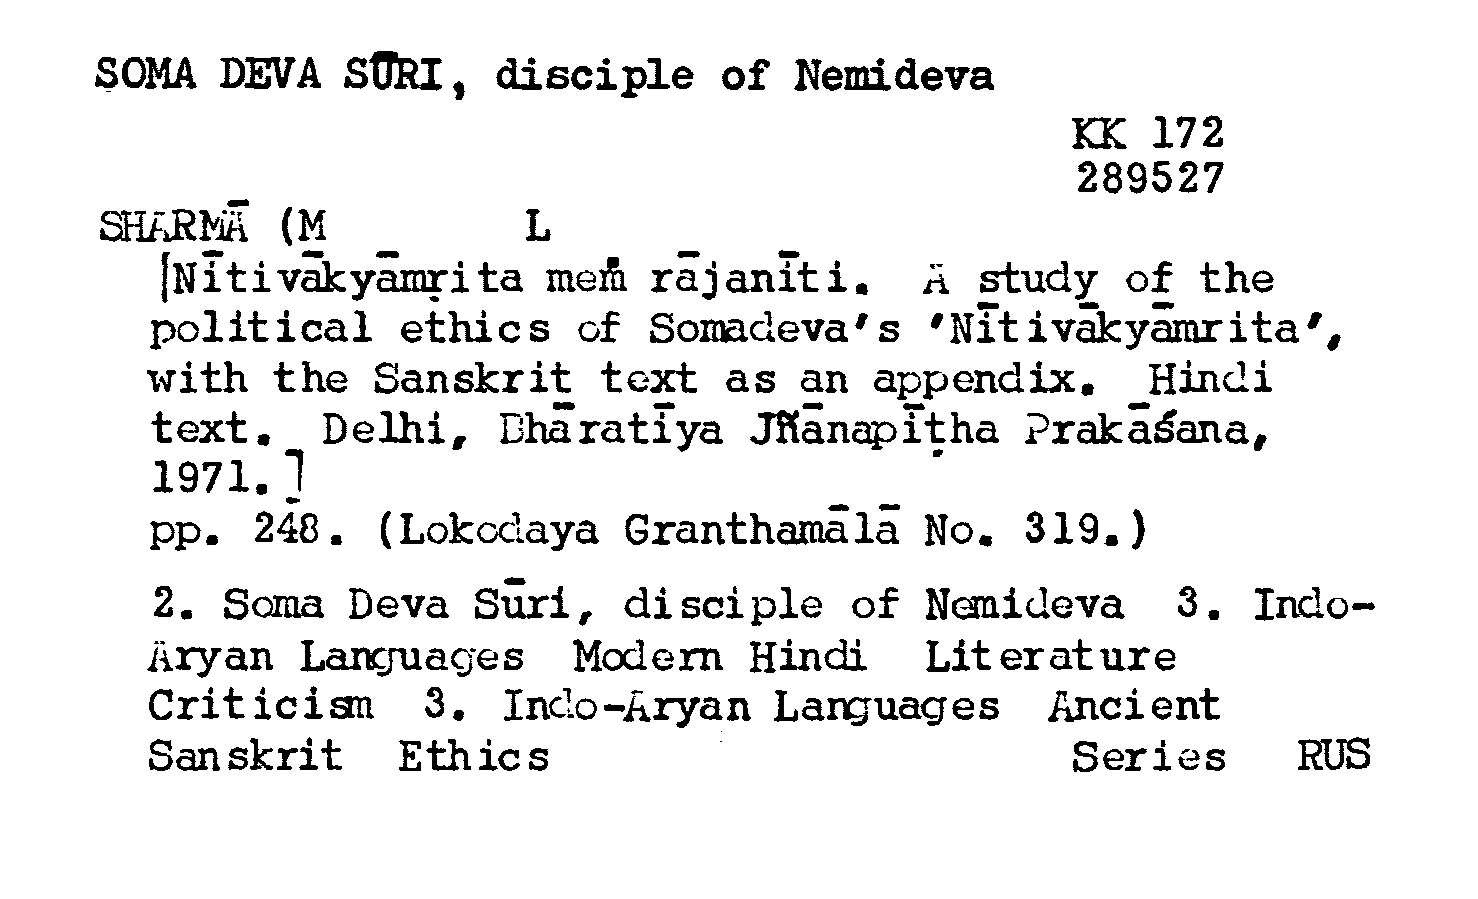 SOMA DEVA SŪRI, disciple of Nemideva
KK 172
289527
SHARMĀ (M L
[Nītivākyāmṛita mem̐ rājanīti. A study of the
political ethics of Somadeva's 'Nītivākyāmrita',
with the Sanskrit text as an appendix. Hindi
text. Delhi, Bhāratīya Jñānapīṭha Prakāśana,
1971.]
pp. 248. (Lokodaya Granthamālā No. 319.)
2. Soma Deva Sūri, disciple of Nemideva 3. Indo-
Aryan Languages Modern Hindi Literature
Criticism 3. Indo-Aryan Languages Ancient
Sanskrit Ethics Series RUS